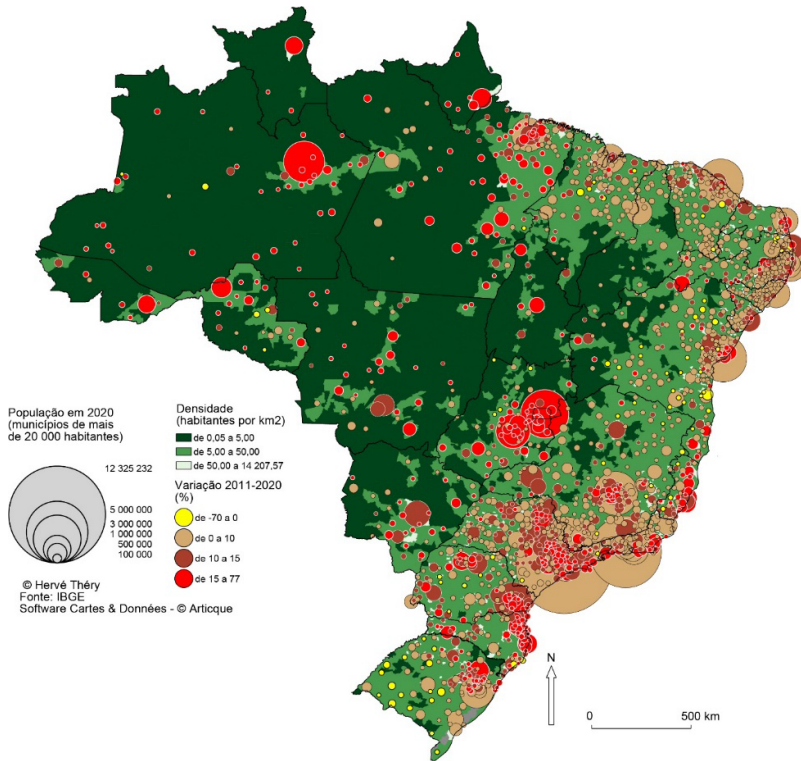 População em 2020
(municípios de mais
de 20 000 habitantes)
12 325 232
5 000 000
3 000 000
1 000 000
500 000
100 000
Densidade
(habitantes por km2)
de 0,05 a 5,00
de 5,00 a 50,00
de 50,00 a 14 207,57
Variação 2011-2020
(%)
de -70 a 0
de 0 a 10
de 10 a 15
de 15 a 77
© Hervé Théry
Fonte: IBGE
Software Cartes & Données - © Articque
N
0 500 km